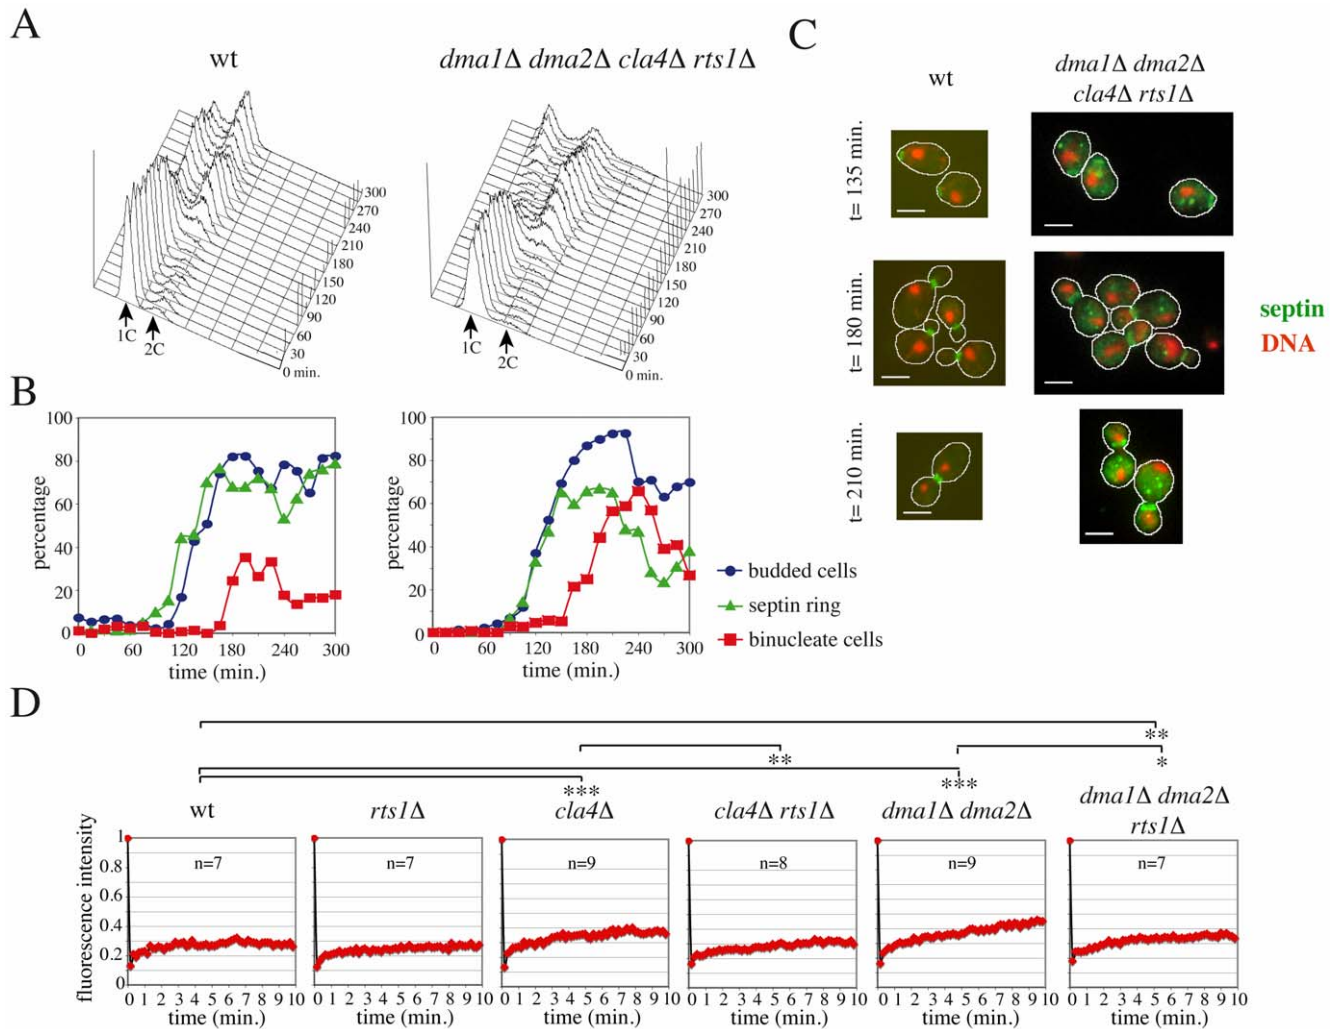 A
wt
dma1Δ dma2Δ cla4Δ rts1Δ
300
270
240
210
180
150
120
90
60
30
0 min.
1C
2C
300
270
240
210
180
150
120
90
60
30
0 min.
1C
2C
B
100
80
60
40
20
0
percentage
0 60 120 180 240 300
time (min.)
100
80
60
40
20
0
percentage
0 60 120 180 240 300
time (min.)
budded cells
septin ring
binucleate cells
C
wt
dma1Δ dma2Δ
cla4Δ rts1Δ
t= 135 min.
t= 180 min.
t= 210 min.
septin
DNA
D
**
**
*
***
***
wt
rts1Δ
cla4Δ
cla4Δ rts1Δ
dma1Δ dma2Δ
dma1Δ dma2Δ
rts1Δ
fluorescence intensity
1
0.8
0.6
0.4
0.2
0
n=7
n=7
n=9
n=8
n=9
n=7
0 1 2 3 4 5 6 7 8 9 10
0 1 2 3 4 5 6 7 8 9 10
0 1 2 3 4 5 6 7 8 9 10
0 1 2 3 4 5 6 7 8 9 10
0 1 2 3 4 5 6 7 8 9 10
0 1 2 3 4 5 6 7 8 9 10
time (min.)
time (min.)
time (min.)
time (min.)
time (min.)
time (min.)